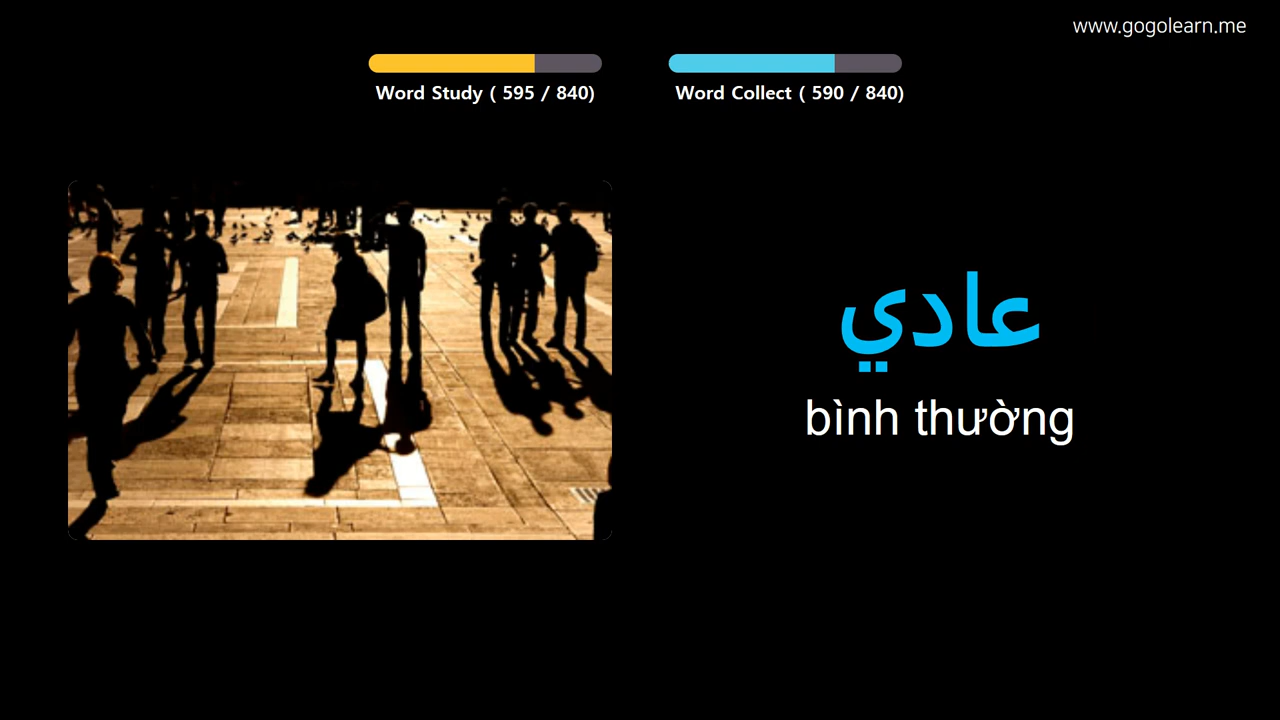 www.gogolearn.me
Word Study ( 595 / 840)
Word Collect ( 590 / 840)
عادي
bình thường